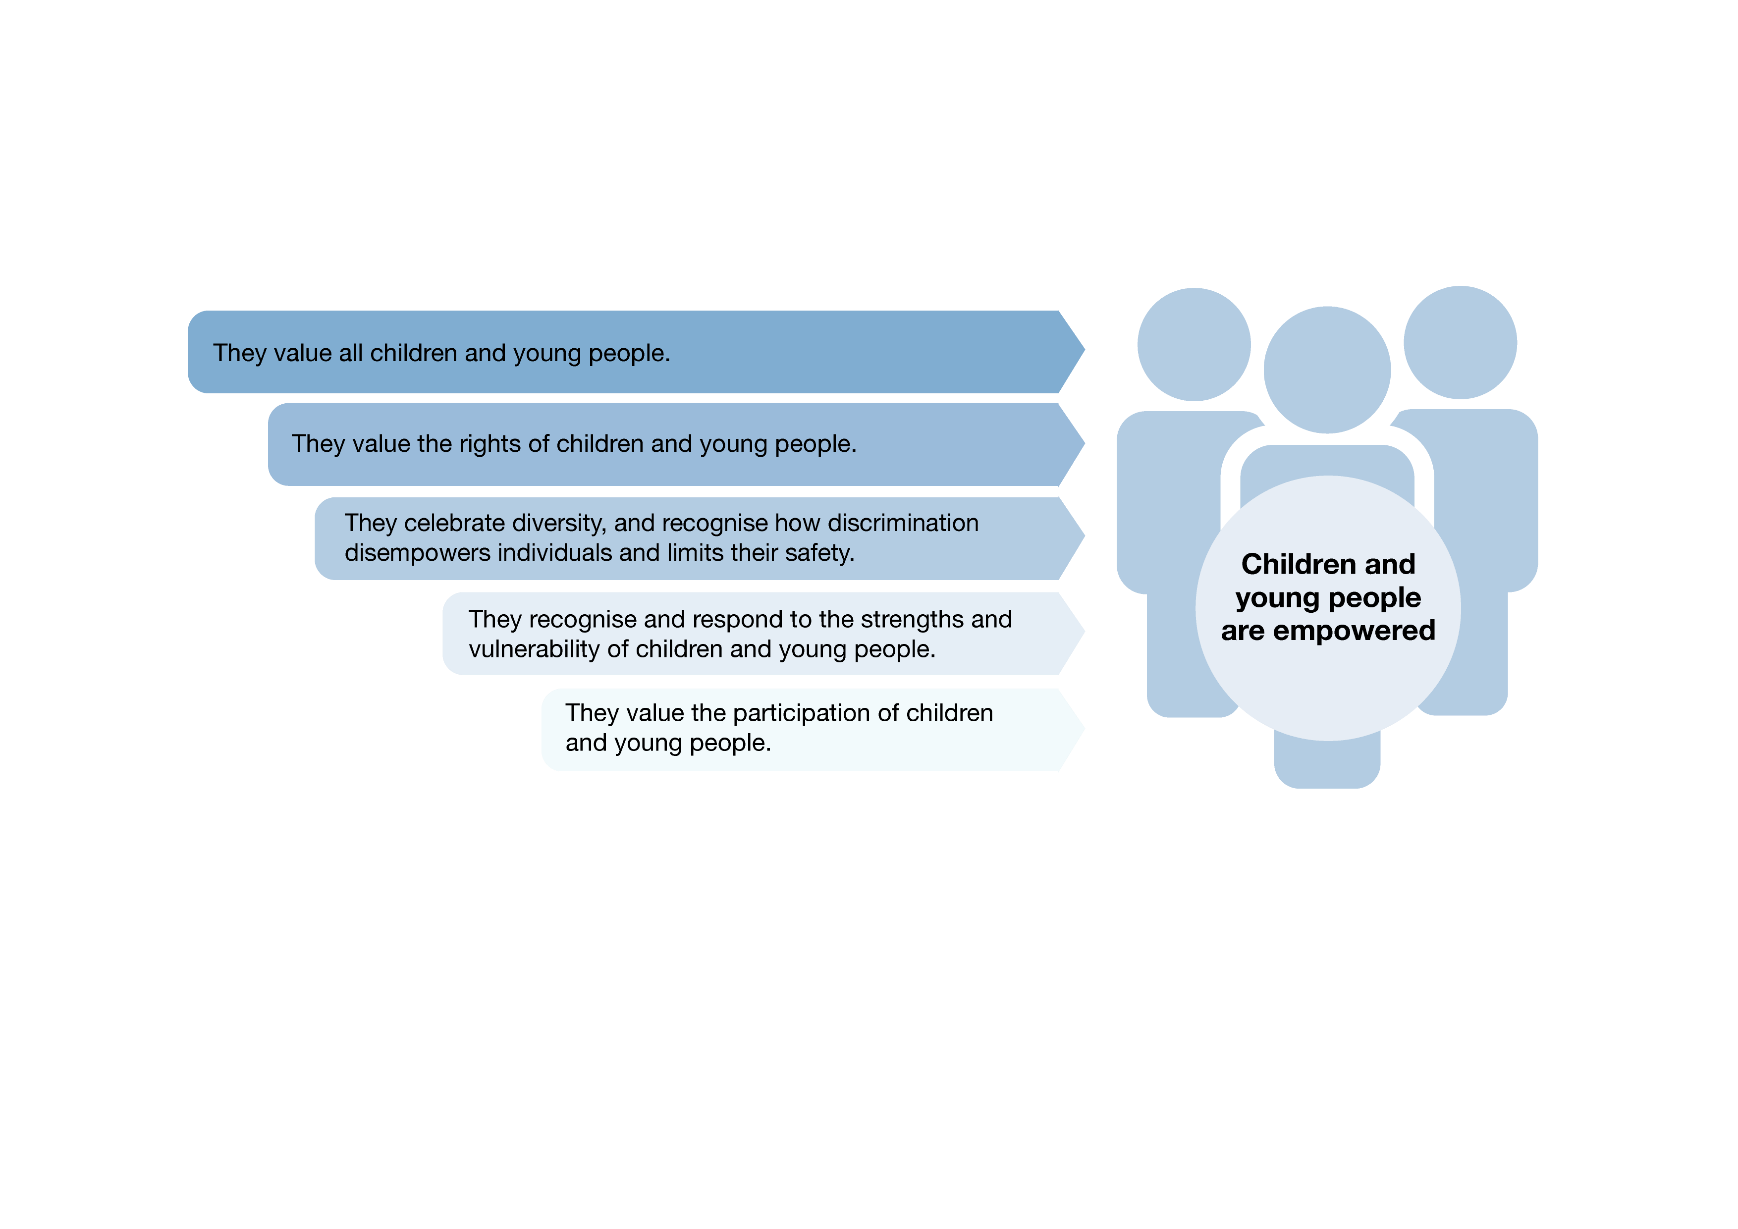 They value all children and young people.
They value the rights of children and young people.
They celebrate diversity, and recognise how discrimination
disempowers individuals and limits their safety.
They recognise and respond to the strengths and
vulnerability of children and young people.
They value the participation of children
and young people.
Children and
young people
are empowered